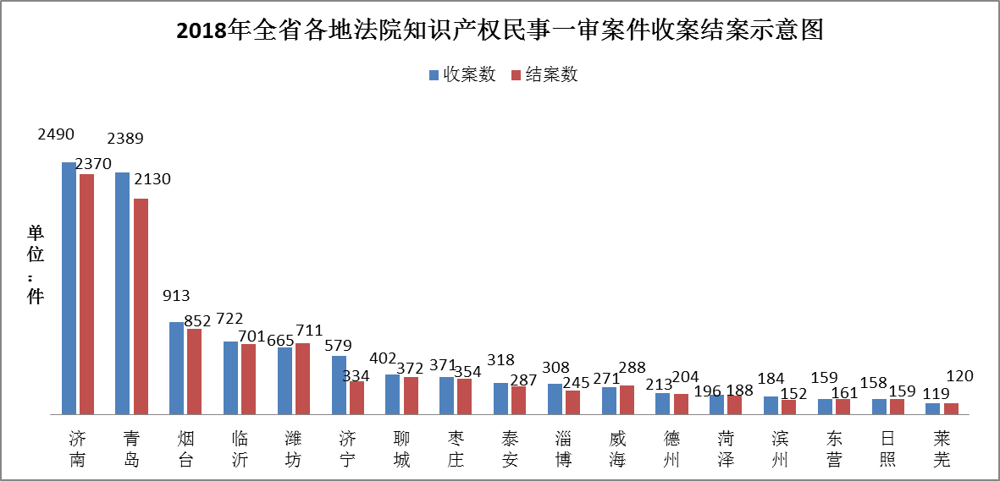 2018年全省各地法院知识产权民事一审案件收案结案示意图
收案数 结案数
单位：件
2490 2370
2389 2130
913 852
722 701
665 711
579 334
402 372
371 354
318 287
308 245
271 288
213 204
196 188
184 152
159 161
158 159
119 120
济南
青岛
烟台
临沂
潍坊
济宁
聊城
枣庄
泰安
淄博
威海
德州
菏泽
滨州
东营
日照
莱芜